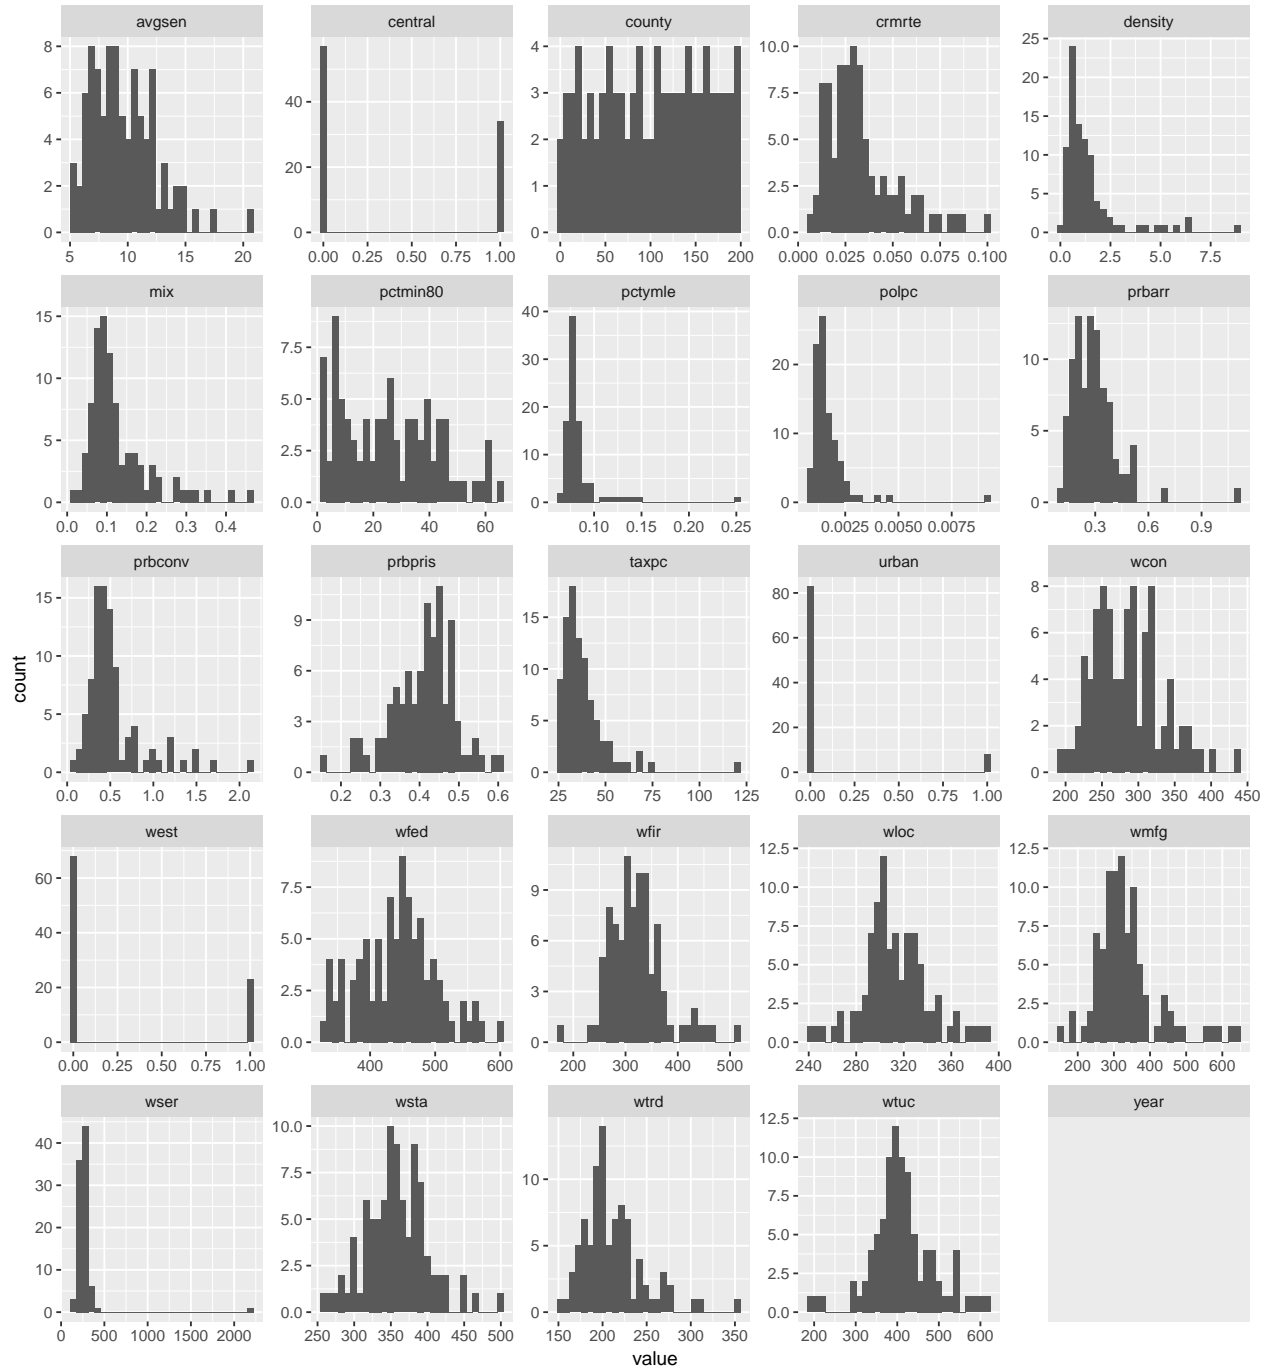 avgsen central county crmrte density
8 6 4 2 0
5 10 15 20
40 20 0
0.00 0.25 0.50 0.75 1.00
4 3 2 1 0
0 50 100 150 200
10.0 7.5 5.0 2.5 0.0
0.00 0.025 0.050 0.075 0.100
25 20 15 10 5 0
0.0 2.5 5.0 7.5
mix pctmin80 pctymle polpc prbarr
15 10 5 0
0.0 0.1 0.2 0.3 0.4
7.5 5.0 2.5 0.0
0 20 40 60
40 30 20 10 0
0.10 0.15 0.20 0.25
20 10 0
0.0025 0.0050 0.0075
10 5 0
0.3 0.6 0.9
prbconv prbpris taxpc urban wcon
15 10 5 0
0.0 0.5 1.0 1.5 2.0
9 6 3 0
0.2 0.3 0.4 0.5 0.6
15 10 5 0
25 50 75 100 125
80 60 40 20 0
0.00 0.25 0.50 0.75 1.00
8 6 4 2 0
200 250 300 350 400 450
west wfed wfir wloc wmfg
60 40 20 0
0.00 0.25 0.50 0.75 1.00
7.5 5.0 2.5 0.0
400 500 600
9 6 3 0
200 300 400 500
12.5 10.0 7.5 5.0 2.5 0.0
240 280 320 360 400
12.5 10.0 7.5 5.0 2.5 0.0
200 300 400 500 600
wser wsta wtrd wtuc year
40 30 20 10 0
0 500 1000 1500 2000
10.0 7.5 5.0 2.5 0.0
250 300 350 400 450 500
10 5 0
150 200 250 300 350
12.5 10.0 7.5 5.0 2.5 0.0
200 300 400 500 600
count
value